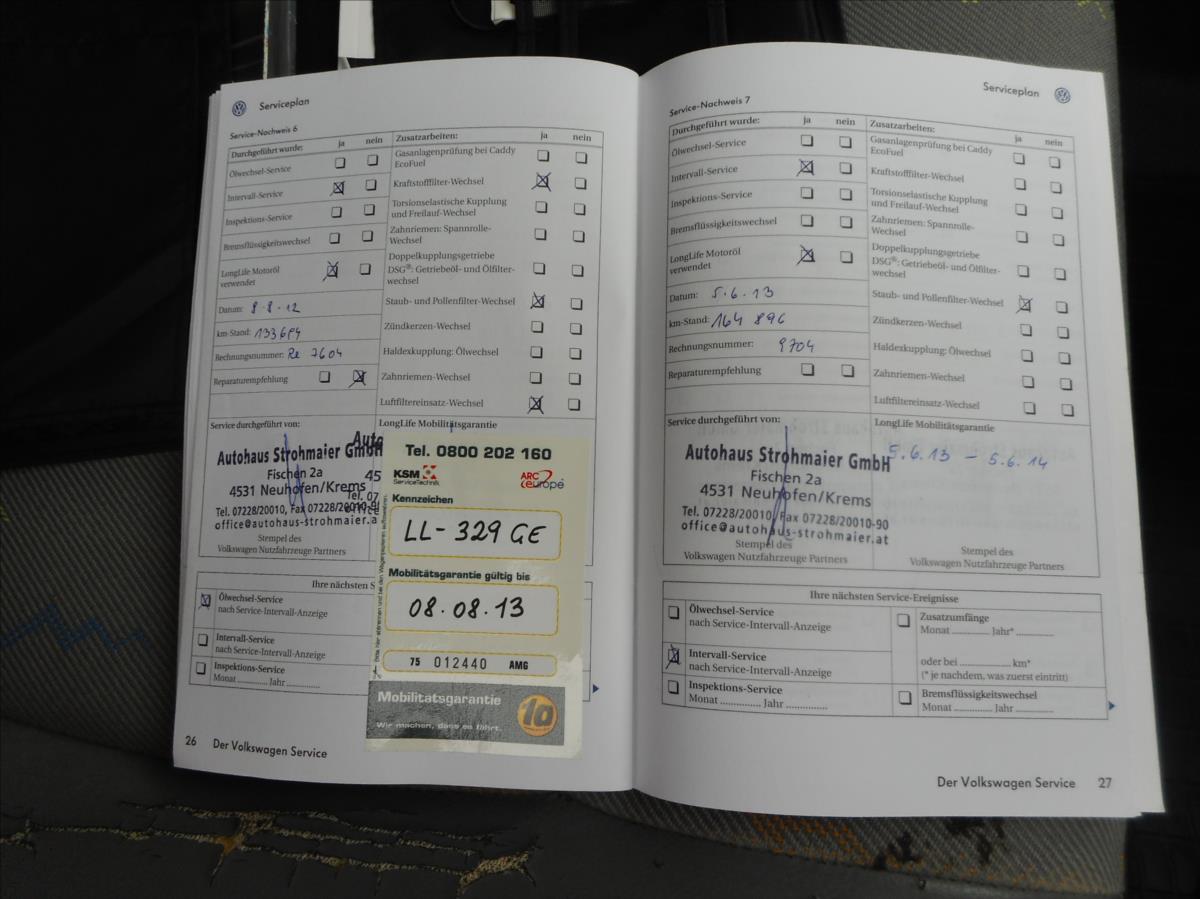 Serviceplan
Service-Nachweis 6
Durchgeführt wurde: ja nein
Ölwechsel-Service
Intervall-Service
Inspektions-Service
Bremsflüssigkeitswechsel
LongLife Motoröl
verwendet
Datum: 8.8.12
km-Stand: 133694
Rechnungsnummer: Re 7604
Reparaturempfehlung
Zusatzarbeiten: ja nein
Gasanlagenprüfung bei Caddy
EcoFuel
Kraftstofffilter-Wechsel
Torsionselastische Kupplung
und Freilauf-Wechsel
Zahnriemen: Spannrolle-
Wechsel
Doppelkupplungsgetriebe
DSG®: Getriebeöl- und Ölfilter-
wechsel
Staub- und Pollenfilter-Wechsel
Zündkerzen-Wechsel
Haldexkupplung: Ölwechsel
Zahnriemen-Wechsel
Luftfiltereinsatz-Wechsel
Service durchgeführt von:
Autohaus Strohmaier GmbH
Fischen 2a
4531 Neuhofen/Krems
Tel. 07228/20010, Fax 07228/20010-90
office@autohaus-strohmaier.a
Stempel des
Volkswagen Nutzfahrzeuge Partners
LongLife Mobilitätsgarantie
Auto
45
Tel. 07
office
Tel. 0800 202 160
KSM
ServiceTechnik
ARC
europe
Kennzeichen
LL-329 GE
Mobilitätsgarantie gültig bis
08.08.13
75 012440 AMG
Mobilitätsgarantie
Wir machen, dass es fährt.
1a
Ihre nächsten S
Ölwechsel-Service
nach Service-Intervall-Anzeige
Intervall-Service
nach Service-Intervall-Anzeige
Inspektions-Service
Monat ............ Jahr ............
26 Der Volkswagen Service
Serviceplan
Service-Nachweis 7
Durchgeführt wurde: ja nein
Ölwechsel-Service
Intervall-Service
Inspektions-Service
Bremsflüssigkeitswechsel
LongLife Motoröl
verwendet
Datum: 5.6.13
km-Stand: 164 896
Rechnungsnummer: 9704
Reparaturempfehlung
Zusatzarbeiten: ja nein
Gasanlagenprüfung bei Caddy
EcoFuel
Kraftstofffilter-Wechsel
Torsionselastische Kupplung
und Freilauf-Wechsel
Zahnriemen: Spannrolle-
Wechsel
Doppelkupplungsgetriebe
DSG®: Getriebeöl- und Ölfilter-
wechsel
Staub- und Pollenfilter-Wechsel
Zündkerzen-Wechsel
Haldexkupplung: Ölwechsel
Zahnriemen-Wechsel
Luftfiltereinsatz-Wechsel
Service durchgeführt von:
Autohaus Strohmaier GmbH
Fischen 2a
4531 Neuhofen/Krems
Tel. 07228/20010, Fax 07228/20010-90
office@autohaus-strohmaier.at
Stempel des
Volkswagen Nutzfahrzeuge Partners
LongLife Mobilitätsgarantie
5.6.13 - 5.6.14
Stempel des
Volkswagen Nutzfahrzeuge Partners
Ihre nächsten Service-Ereignisse
Ölwechsel-Service
nach Service-Intervall-Anzeige
Intervall-Service
nach Service-Intervall-Anzeige
Inspektions-Service
Monat ............ Jahr ............
Zusatzumfänge
Monat ............ Jahr* ............
oder bei ................ km*
(* je nachdem, was zuerst eintritt)
Bremsflüssigkeitswechsel
Monat ............ Jahr ............
Der Volkswagen Service 27